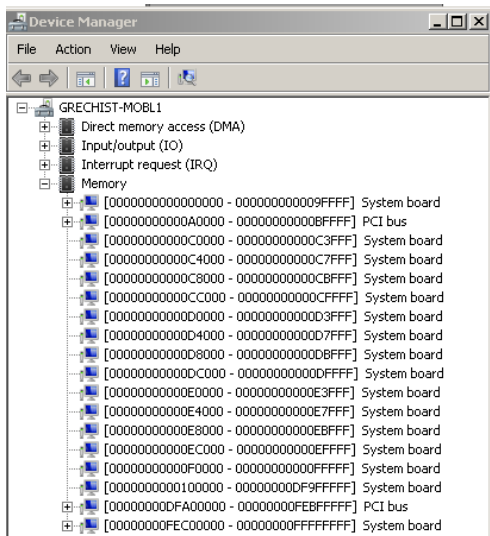 Device Manager
File Action View Help
GRECHIST-MOBL1
Direct memory access (DMA)
Input/output (IO)
Interrupt request (IRQ)
Memory
[0000000000000000 - 000000000009FFFF] System board
[00000000000A0000 - 00000000000BFFFF] PCI bus
[00000000000C0000 - 00000000000C3FFF] System board
[00000000000C4000 - 00000000000C7FFF] System board
[00000000000C8000 - 00000000000CBFFF] System board
[00000000000CC000 - 00000000000CFFFF] System board
[00000000000D0000 - 00000000000D3FFF] System board
[00000000000D4000 - 00000000000D7FFF] System board
[00000000000D8000 - 00000000000DBFFF] System board
[00000000000DC000 - 00000000000DFFFF] System board
[00000000000E0000 - 00000000000E3FFF] System board
[00000000000E4000 - 00000000000E7FFF] System board
[00000000000E8000 - 00000000000EBFFF] System board
[00000000000EC000 - 00000000000EFFFF] System board
[00000000000F0000 - 00000000000FFFFF] System board
[0000000000100000 - 00000000DF9FFFFF] System board
[00000000DFA00000 - 00000000FEBFFFFF] PCI bus
[00000000FEC00000 - 00000000FFFFFFFF] System board